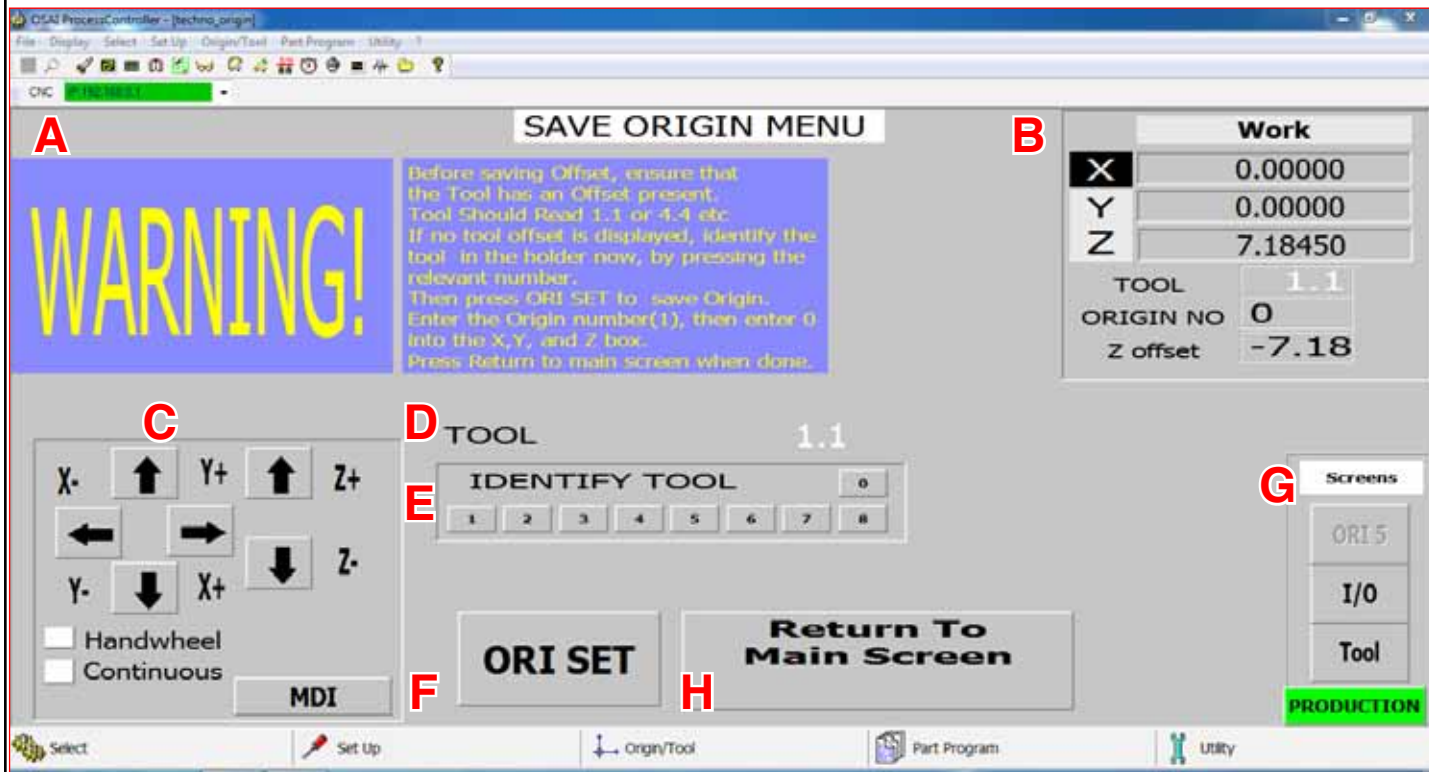 OSAI ProcessController - [techno_origin]
File Display Select Set Up Origin/Tool Part Program Utility ?
CNC IP:192.168.0.1
A
SAVE ORIGIN MENU
B
Work
WARNING!
Before saving Offset, ensure that
the Tool has an Offset present.
Tool Should Read 1.1 or 4.4 etc
If no tool offset is displayed, identify the
tool in the holder now, by pressing the
relevant number.
Then press ORI SET to save Origin.
Enter the Origin number(1), then enter 0
into the X,Y, and Z box.
Press Return to main screen when done.
X 0.00000
Y 0.00000
Z 7.18450
TOOL 1.1
ORIGIN NO 0
Z offset -7.18
C
X- Y+ Z+
Y- X+ Z-
Handwheel
Continuous
MDI
D
TOOL 1.1
E
IDENTIFY TOOL 0
1 2 3 4 5 6 7 8
F
ORI SET
H
Return To
Main Screen
G
Screens
ORI 5
I/O
Tool
PRODUCTION
Select Set Up Origin/Tool Part Program Utility